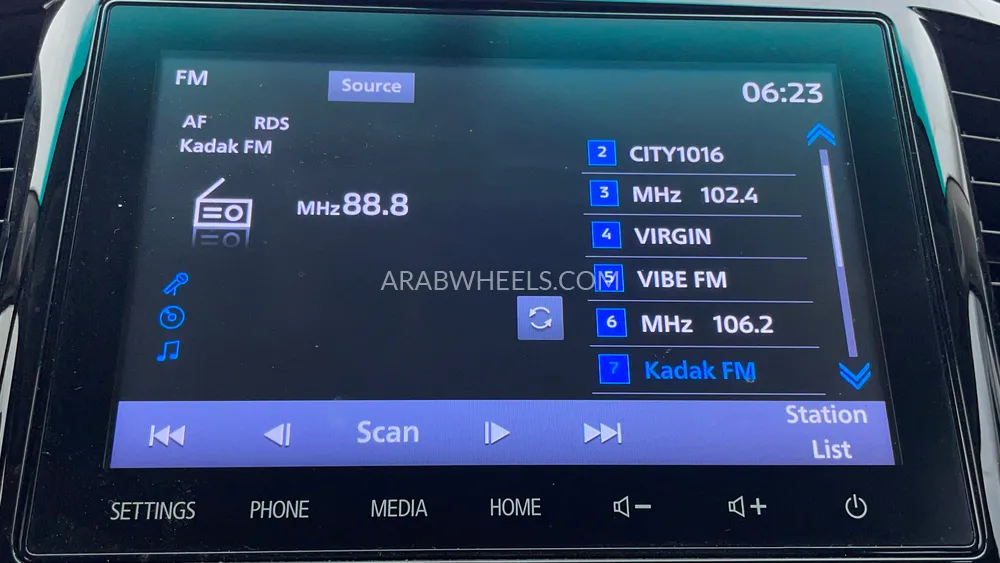 FM
Source
06:23
AF RDS
Kadak FM
MHz 88.8
2 CITY1016
3 MHz 102.4
4 VIRGIN
5 VIBE FM
6 MHz 106.2
7 Kadak FM
ARABWHEELS.COM
Scan
Station
List
SETTINGS PHONE MEDIA HOME